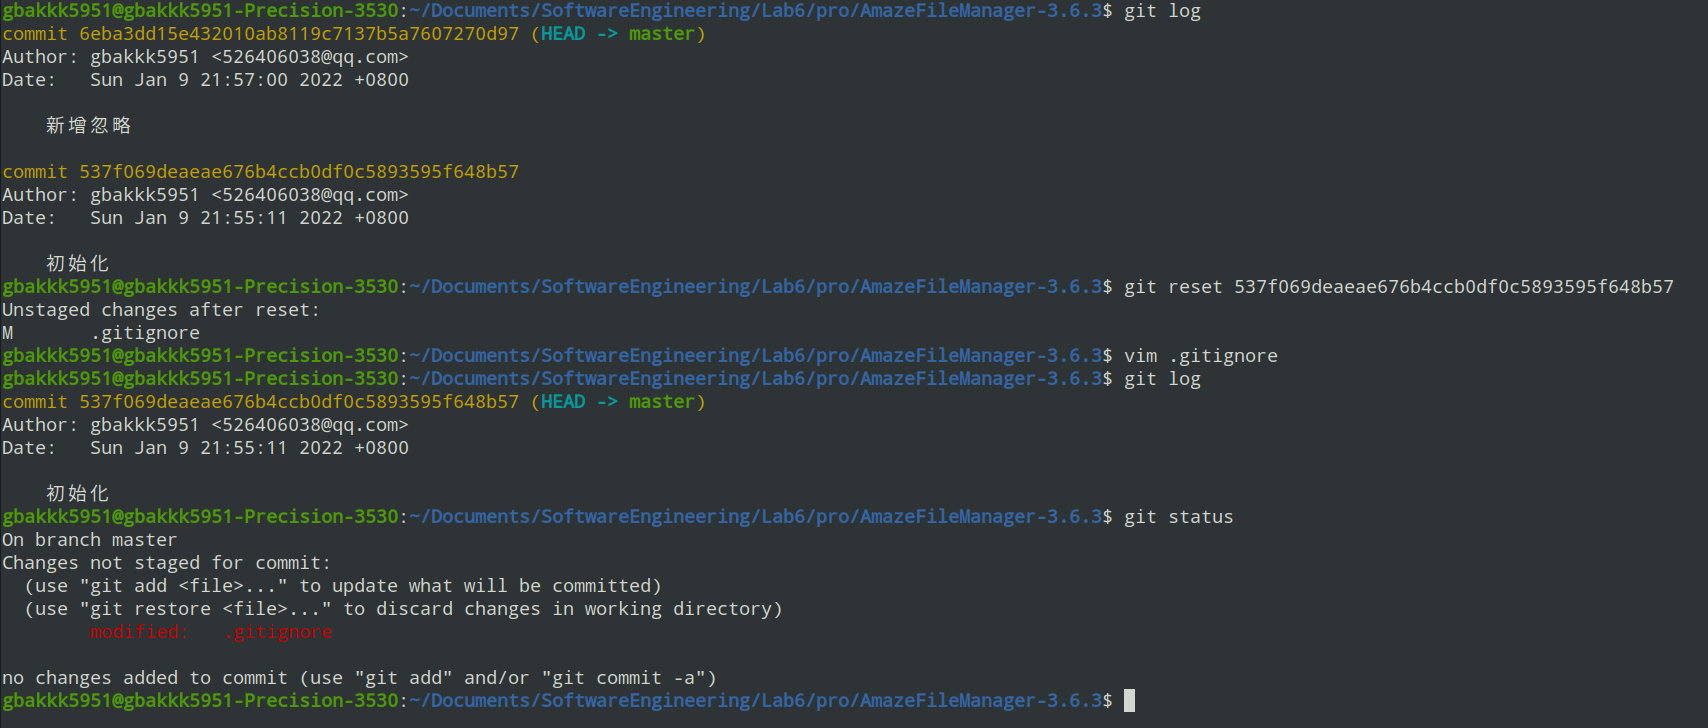 gbakkk5951@gbakkk5951-Precision-3530:~/Documents/SoftwareEngineering/Lab6/pro/AmazeFileManager-3.6.3$ git log
commit 6eba3dd15e432010ab8119c7137b5a7607270d97 (HEAD -> master)
Author: gbakkk5951 <526406038@qq.com>
Date:   Sun Jan 9 21:57:00 2022 +0800
    新增忽略
commit 537f069deaeae676b4ccb0df0c5893595f648b57
Author: gbakkk5951 <526406038@qq.com>
Date:   Sun Jan 9 21:55:11 2022 +0800
    初始化
gbakkk5951@gbakkk5951-Precision-3530:~/Documents/SoftwareEngineering/Lab6/pro/AmazeFileManager-3.6.3$ git reset 537f069deaeae676b4ccb0df0c5893595f648b57
Unstaged changes after reset:
M       .gitignore
gbakkk5951@gbakkk5951-Precision-3530:~/Documents/SoftwareEngineering/Lab6/pro/AmazeFileManager-3.6.3$ vim .gitignore
gbakkk5951@gbakkk5951-Precision-3530:~/Documents/SoftwareEngineering/Lab6/pro/AmazeFileManager-3.6.3$ git log
commit 537f069deaeae676b4ccb0df0c5893595f648b57 (HEAD -> master)
Author: gbakkk5951 <526406038@qq.com>
Date:   Sun Jan 9 21:55:11 2022 +0800
    初始化
gbakkk5951@gbakkk5951-Precision-3530:~/Documents/SoftwareEngineering/Lab6/pro/AmazeFileManager-3.6.3$ git status
On branch master
Changes not staged for commit:
  (use "git add <file>..." to update what will be committed)
  (use "git restore <file>..." to discard changes in working directory)
        modified:   .gitignore
no changes added to commit (use "git add" and/or "git commit -a")
gbakkk5951@gbakkk5951-Precision-3530:~/Documents/SoftwareEngineering/Lab6/pro/AmazeFileManager-3.6.3$